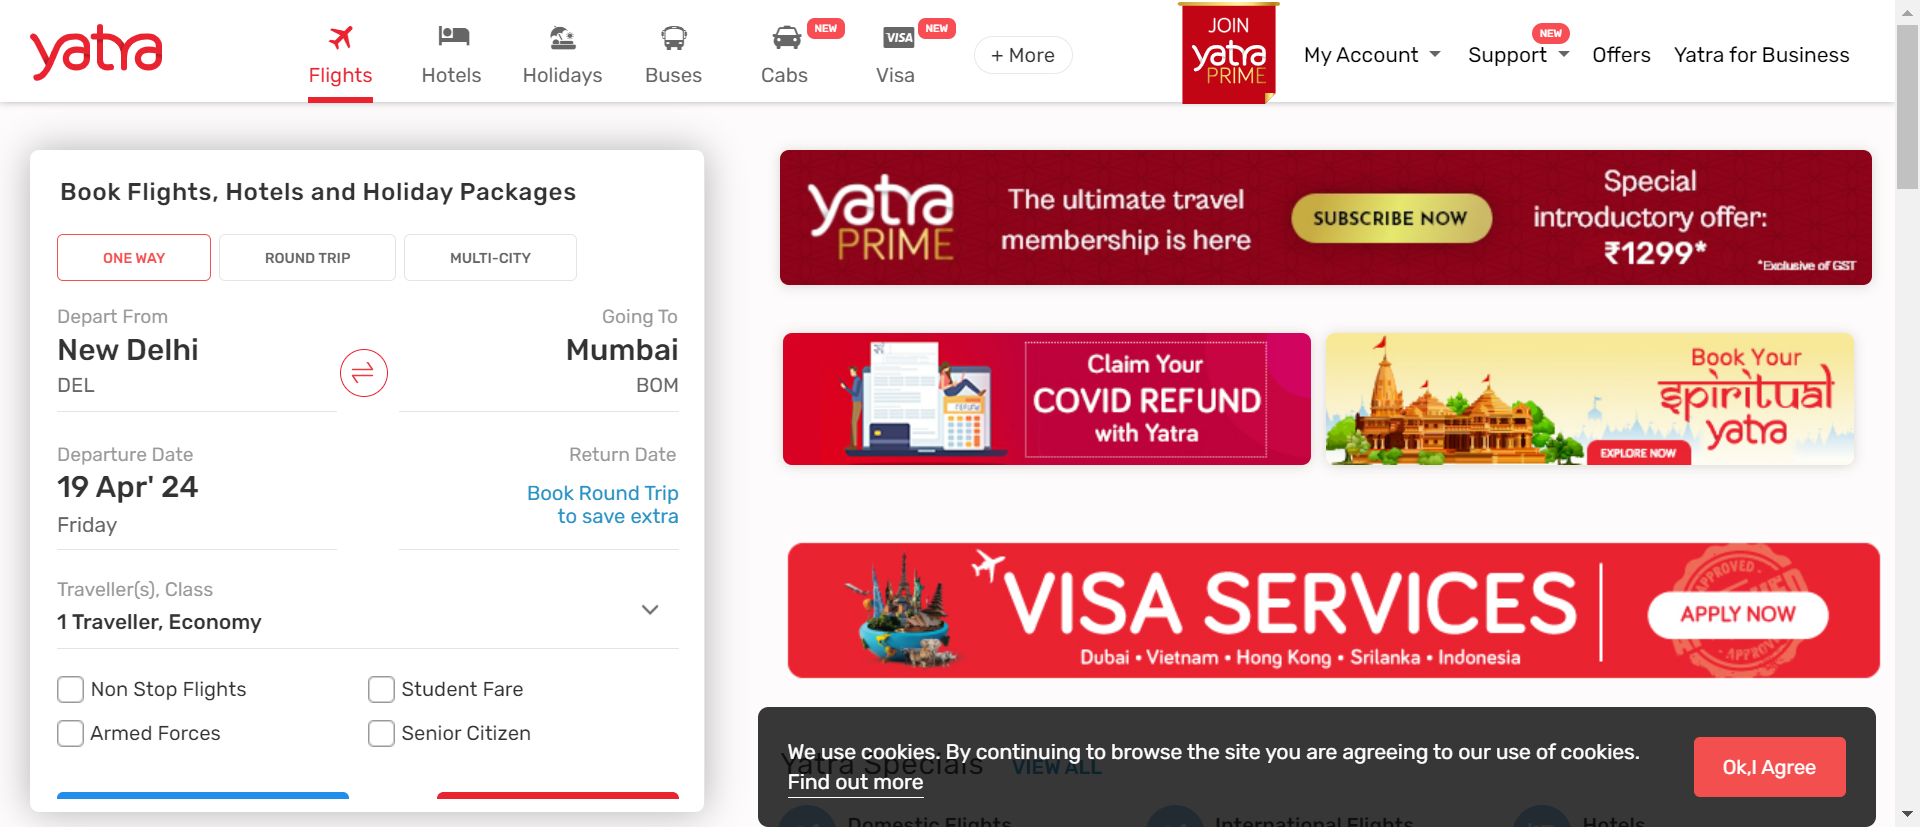 yatra
Flights
Hotels
Holidays
Buses
NEW
Cabs
VISA
NEW
Visa
+ More
JOIN
yatra
PRIME
My Account
NEW
Support
Offers
Yatra for Business
Book Flights, Hotels and Holiday Packages
ONE WAY
ROUND TRIP
MULTI-CITY
Depart From
New Delhi
DEL
Going To
Mumbai
BOM
Departure Date
19 Apr' 24
Friday
Return Date
Book Round Trip
to save extra
Traveller(s), Class
1 Traveller, Economy
Non Stop Flights
Student Fare
Armed Forces
Senior Citizen
yatra
PRIME
The ultimate travel
membership is here
SUBSCRIBE NOW
Special
introductory offer:
₹1299*
*Exclusive of GST
refund
Claim Your
COVID REFUND
with Yatra
Book Your
spiritual
yatra
EXPLORE NOW
VISA SERVICES
Dubai • Vietnam • Hong Kong • Srilanka • Indonesia
APPROVED
APPLY NOW
APPROVED
We use cookies. By continuing to browse the site you are agreeing to our use of cookies.
Find out more
Ok,I Agree
Yatra Specials
VIEW ALL
Domestic Flights
International Flights
Hotels